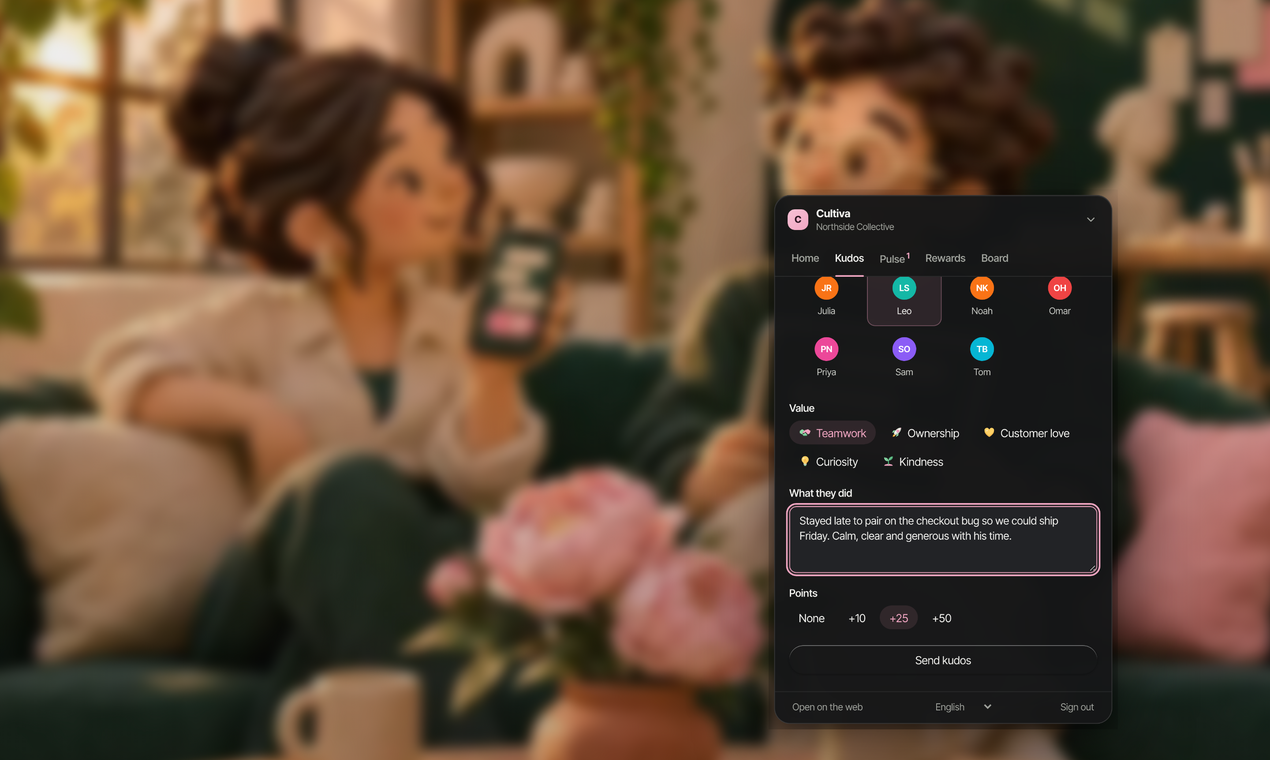 C
Cultiva
Northside Collective
Home Kudos Pulse 1 Rewards Board
JR LS NK OH
Julia Leo Noah Omar
PN SO TB
Priya Sam Tom
Value
Teamwork Ownership Customer love
Curiosity Kindness
What they did
Stayed late to pair on the checkout bug so we could ship
Friday. Calm, clear and generous with his time.
Points
None +10 +25 +50
Send kudos
Open on the web English Sign out